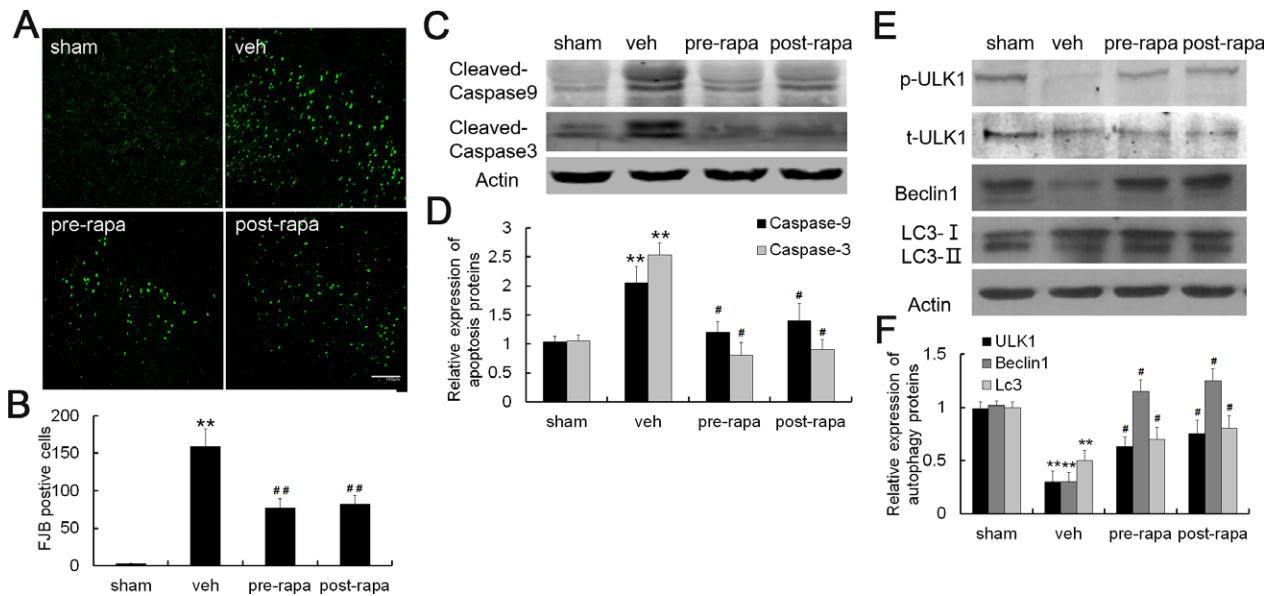 A
sham
veh
pre-rapa
post-rapa
100μm
B
FJB postive cells
200
150
100
50
0
**
##
##
sham
veh
pre-rapa
post-rapa
C
sham
veh
pre-rapa
post-rapa
Cleaved-
Caspase9
Cleaved-
Caspase3
Actin
D
Relative expression of
apoptosis proteins
3
2.5
2
1.5
1
0.5
0
Caspase-9
Caspase-3
**
**
#
#
#
#
sham
veh
pre-rapa
post-rapa
E
sham
veh
pre-rapa
post-rapa
p-ULK1
t-ULK1
Beclin1
LC3-Ⅰ
LC3-Ⅱ
Actin
F
Relative expression of
autophagy proteins
1.5
1
0.5
0
ULK1
Beclin1
Lc3
**
**
**
#
#
#
#
#
#
sham
veh
pre-rapa
post-rapa